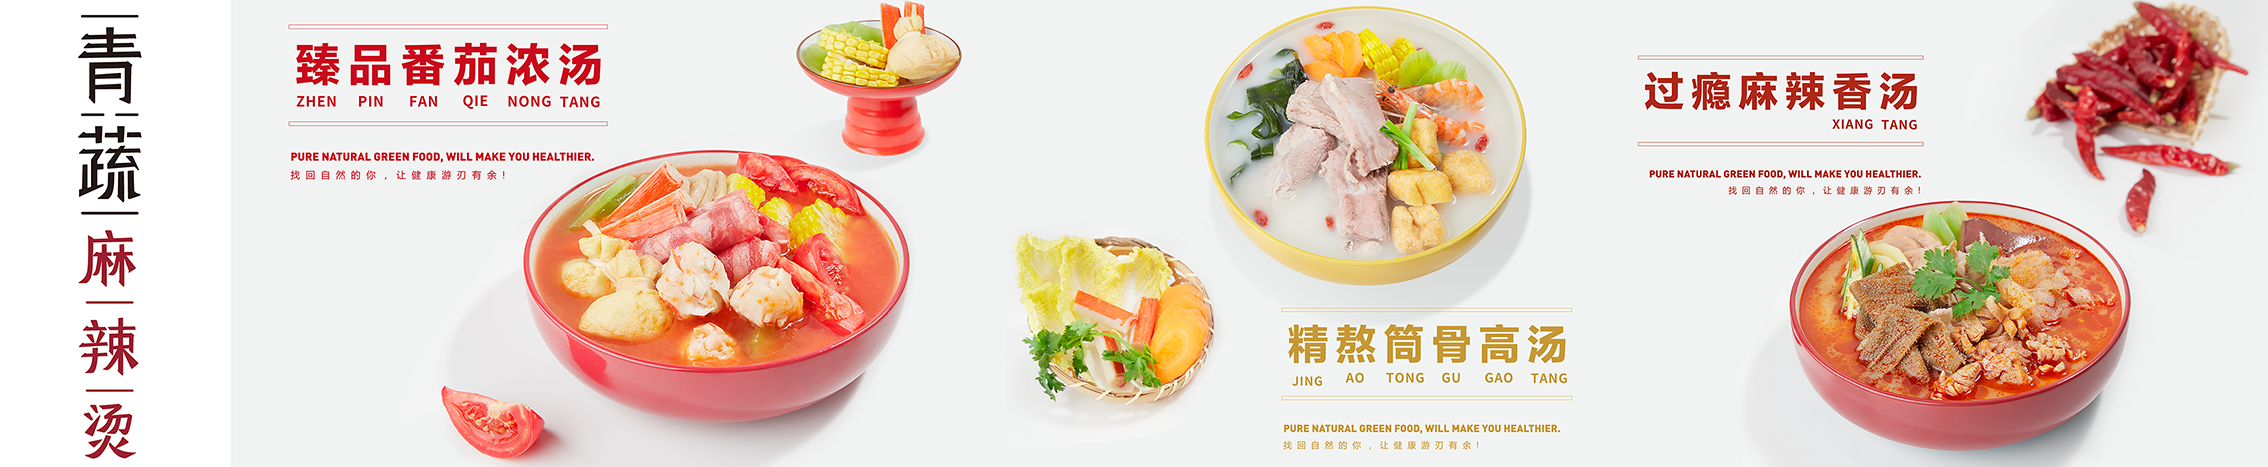 青蔬麻辣烫
臻品番茄浓汤
ZHEN PIN FAN QIE NONG TANG
PURE NATURAL GREEN FOOD, WILL MAKE YOU HEALTHIER.
找回自然的你，让健康游刃有余！
精熬筒骨高汤
JING AO TONG GU GAO TANG
PURE NATURAL GREEN FOOD, WILL MAKE YOU HEALTHIER.
找回自然的你，让健康游刃有余！
过瘾麻辣香汤
XIANG TANG
PURE NATURAL GREEN FOOD, WILL MAKE YOU HEALTHIER.
找回自然的你，让健康游刃有余！